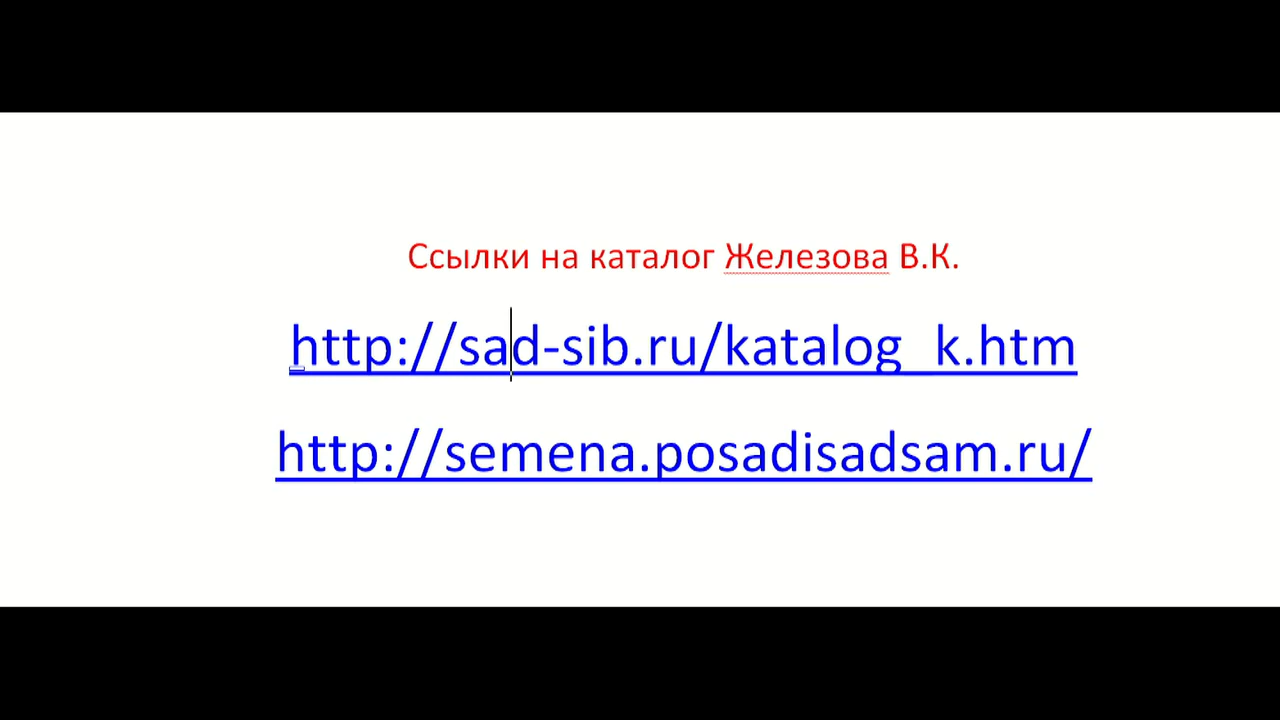 Ссылки на каталог Железова В.К.
http://sad-sib.ru/katalog_k.htm
http://semena.posadisadsam.ru/